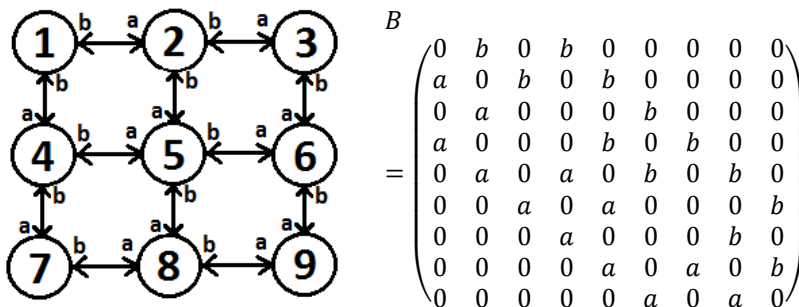 B
b a b a
1 2 3
b b b
a a a
b a b a
4 5 6
b b b
a a a
b a b a
7 8 9
=
0 b 0 b 0 0 0 0 0
a 0 b 0 b 0 0 0 0
0 a 0 0 0 b 0 0 0
a 0 0 0 b 0 b 0 0
0 a 0 a 0 b 0 b 0
0 0 a 0 a 0 0 0 b
0 0 0 a 0 0 0 b 0
0 0 0 0 a 0 a 0 b
0 0 0 0 0 a 0 a 0